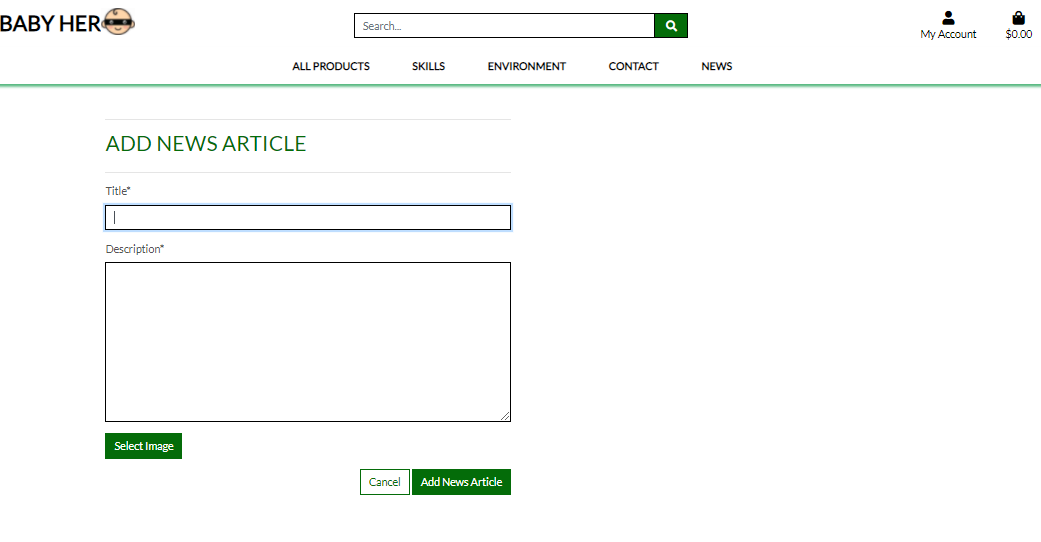 BABY HER
Search...
My Account
$0.00
ALL PRODUCTS SKILLS ENVIRONMENT CONTACT NEWS
ADD NEWS ARTICLE
Title*
Description*
Select Image
Cancel Add News Article